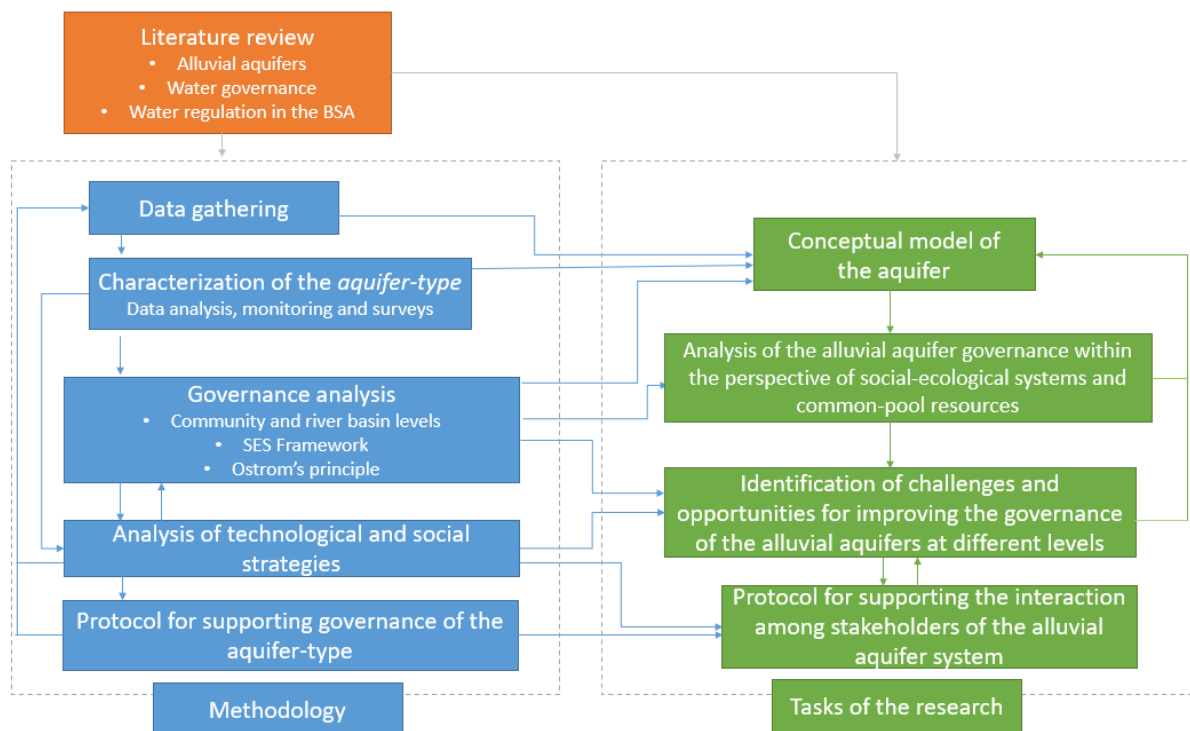 Literature review
• Alluvial aquifers
• Water governance
• Water regulation in the BSA
Data gathering
Characterization of the aquifer-type
Data analysis, monitoring and surveys
Governance analysis
• Community and river basin levels
• SES Framework
• Ostrom's principle
Analysis of technological and social
strategies
Protocol for supporting governance of the
aquifer-type
Methodology
Conceptual model of
the aquifer
Analysis of the alluvial aquifer governance within
the perspective of social-ecological systems and
common-pool resources
Identification of challenges and
opportunities for improving the governance
of the alluvial aquifers at different levels
Protocol for supporting the interaction
among stakeholders of the alluvial
aquifer system
Tasks of the research